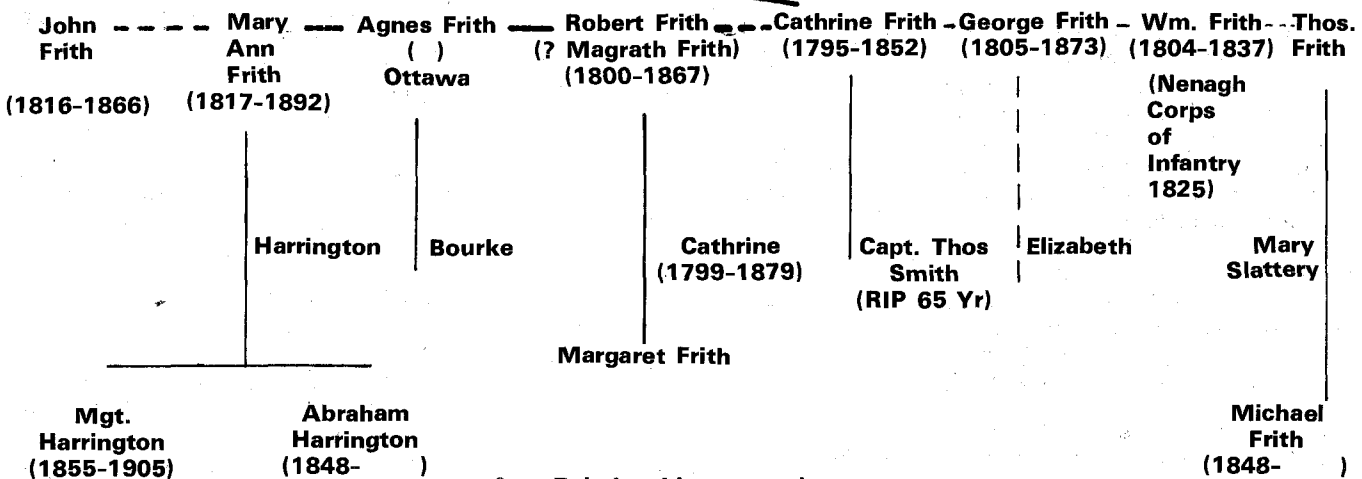 John Mary Agnes Frith Robert Frith Cathrine Frith George Frith Wm. Frith Thos.
Frith Ann ( ) (? Magrath Frith) (1795-1852) (1805-1873) (1804-1837) Frith
Frith Ottawa (1800-1867) (Nenagh
(1816-1866) (1817-1892) Corps
of
Infantry
1825)
Harrington Bourke Cathrine Capt. Thos Elizabeth Mary
(1799-1879) Smith Slattery
(RIP 65 Yr)
Margaret Frith
Mgt. Abraham Michael
Harrington Harrington Frith
(1855-1905) (1848- ) (1848- )